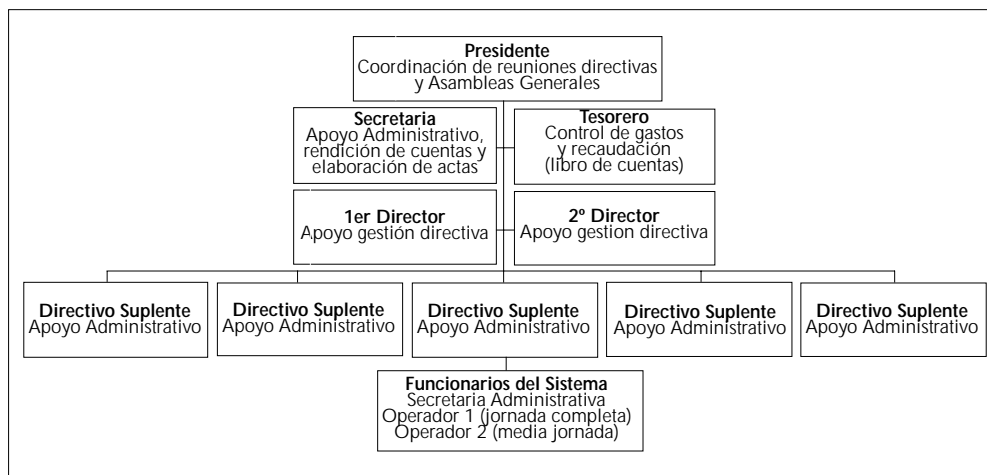 Presidente
Coordinación de reuniones directivas
y Asambleas Generales
Secretaria
Apoyo Administrativo,
rendición de cuentas y
elaboración de actas
Tesorero
Control de gastos
y recaudación
(libro de cuentas)
1er Director
Apoyo gestión directiva
2º Director
Apoyo gestion directiva
Directivo Suplente
Apoyo Administrativo
Directivo Suplente
Apoyo Administrativo
Directivo Suplente
Apoyo Administrativo
Directivo Suplente
Apoyo Administrativo
Directivo Suplente
Apoyo Administrativo
Funcionarios del Sistema
Secretaria Administrativa
Operador 1 (jornada completa)
Operador 2 (media jornada)